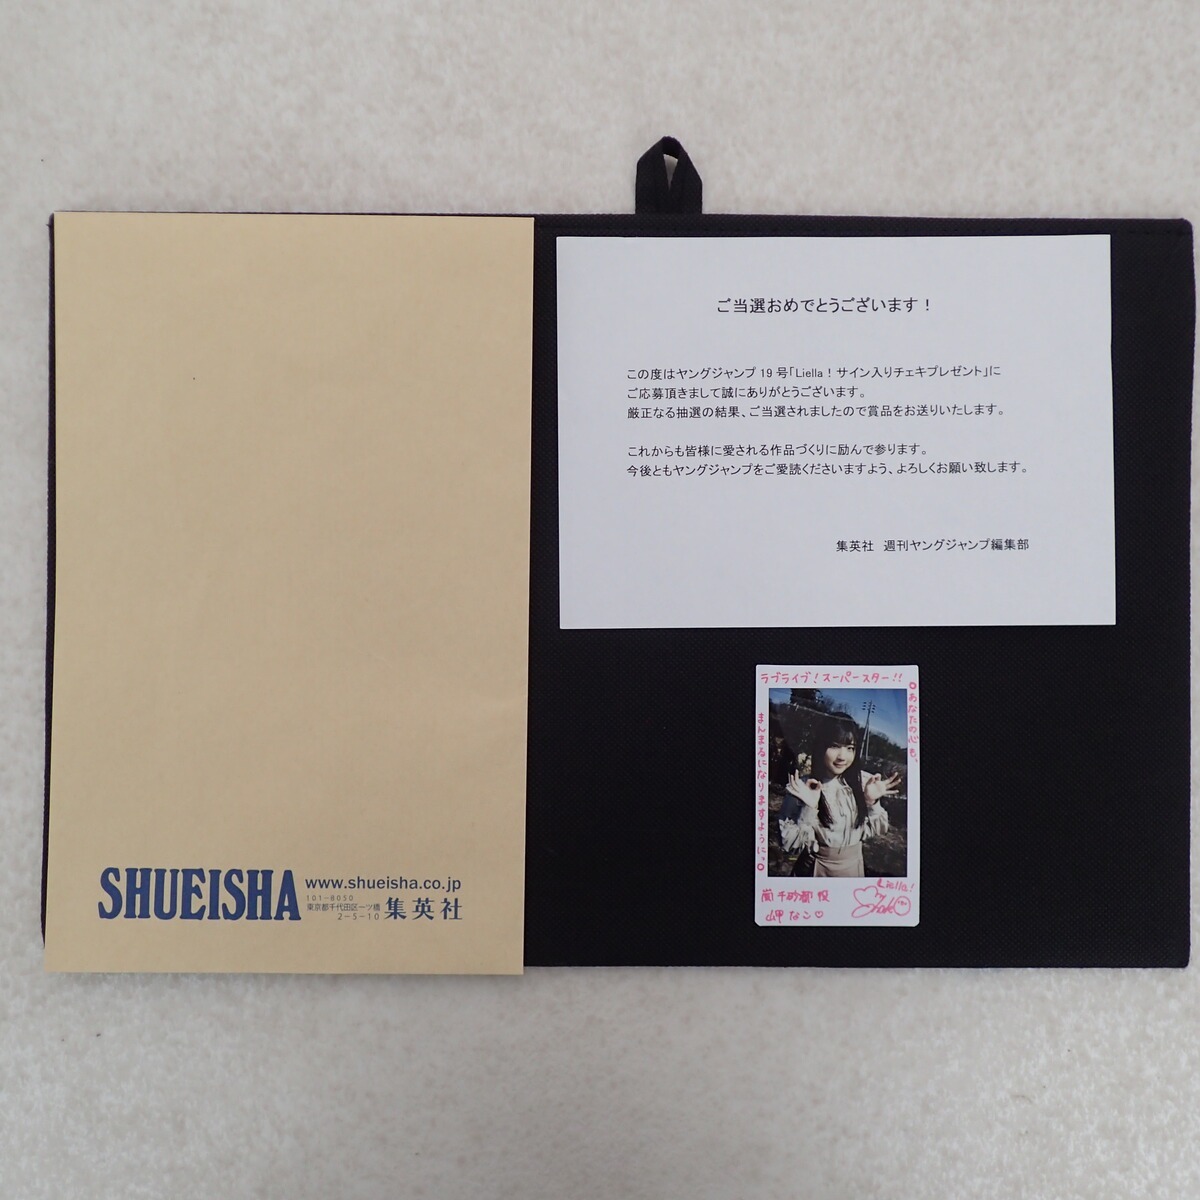 SHUEISHA
www.shueisha.co.jp
101-8050
東京都千代田区一ツ橋
2-5-10
集英社
ご当選おめでとうございます！
この度はヤングジャンプ 19 号「Liella！サイン入りチェキプレゼント」に
ご応募頂きまして誠にありがとうございます。
厳正なる抽選の結果、ご当選されましたので賞品をお送りいたします。
これからも皆様に愛される作品づくりに励んで参ります。
今後ともヤングジャンプをご愛読くださいますよう、よろしくお願い致します。
集英社　週刊ヤングジャンプ編集部
ラブライブ！スーパースター!!
あなたの心も、
まんまるになりますようにっ
嵐 千砂都 役
岬 なこ♡
Liella!